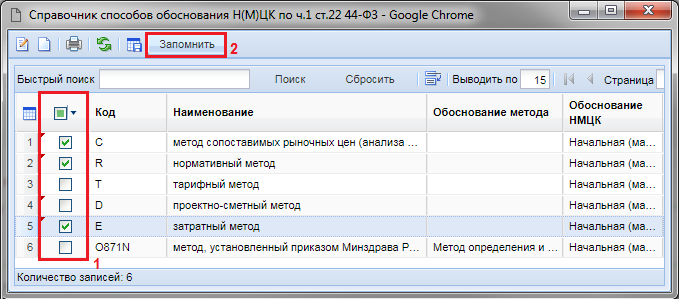 Справочник способов обоснования Н(М)ЦК по ч.1 ст.22 44-ФЗ - Google Chrome
Запомнить 2
Быстрый поиск Поиск Сбросить Выводить по 15 Страница
Код Наименование Обоснование метода Обоснование НМЦК
1 C метод сопоставимых рыночных цен (анализа ... Начальная (ма...
2 R нормативный метод Начальная (ма...
3 T тарифный метод Начальная (ма...
4 D проектно-сметный метод Начальная (ма...
5 E затратный метод Начальная (ма...
6 O871N метод, установленный приказом Минздрава Р... Метод определения и ... Начальная (ма...
1
Количество записей: 6